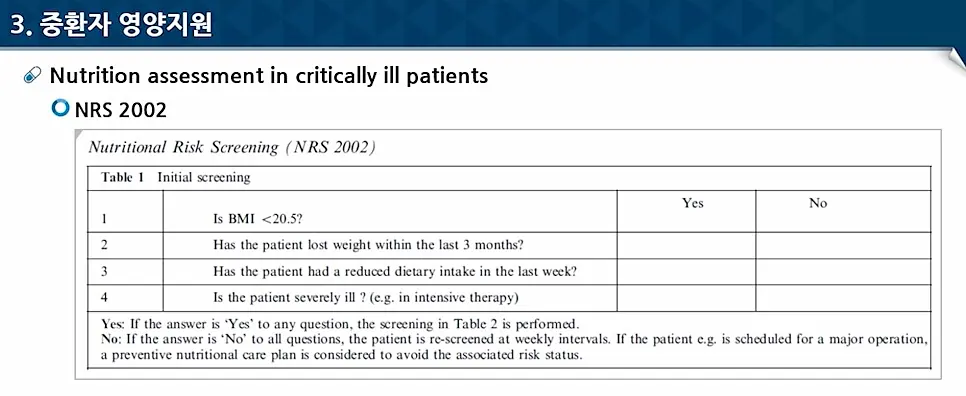 3. 중환자 영양지원
Nutrition assessment in critically ill patients
NRS 2002
Nutritional Risk Screening (NRS 2002)
Table 1 Initial screening
Yes No
1 Is BMI <20.5?
2 Has the patient lost weight within the last 3 months?
3 Has the patient had a reduced dietary intake in the last week?
4 Is the patient severely ill ? (e.g. in intensive therapy)
Yes: If the answer is ‘Yes’ to any question, the screening in Table 2 is performed.
No: If the answer is ‘No’ to all questions, the patient is re-screened at weekly intervals. If the patient e.g. is scheduled for a major operation,
a preventive nutritional care plan is considered to avoid the associated risk status.